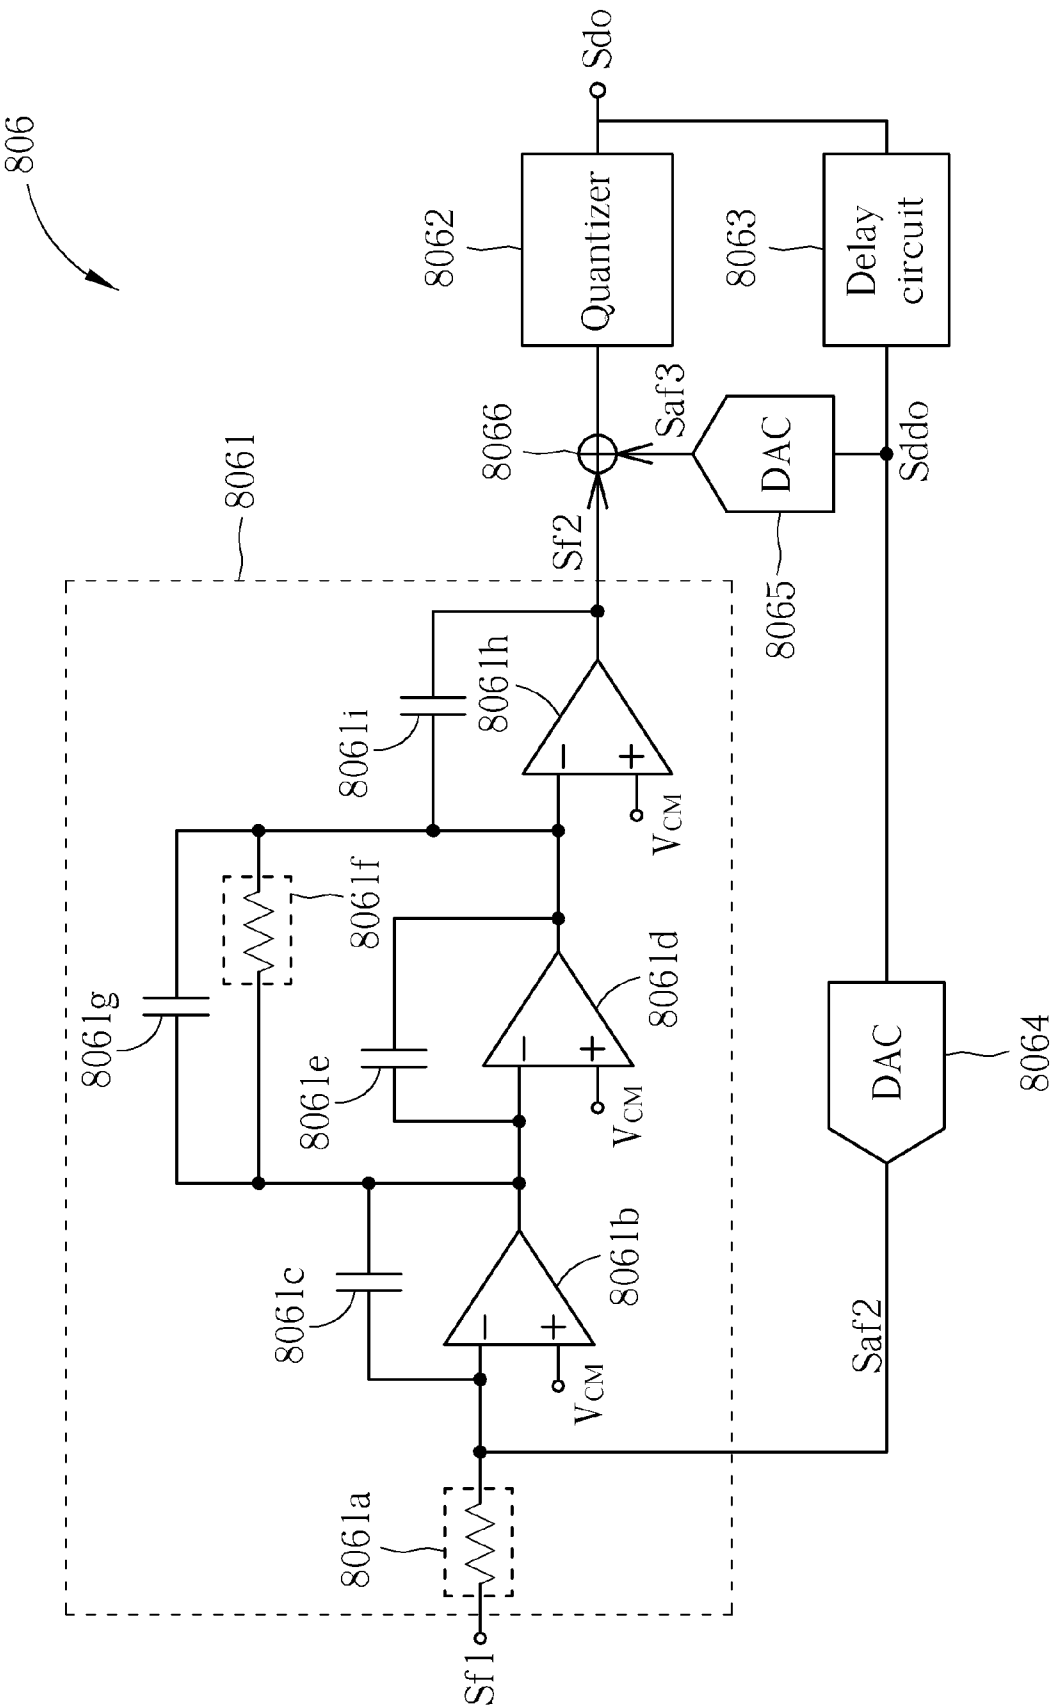 806
8061
8061g
8061f
8061i
8061e
8061c
8061a
8061h
8061d
8061b
−
+
VCM
−
+
VCM
−
+
VCM
Sf1
Sf2
8066
8062
Quantizer
Sdo
Saf3
8065
DAC
8063
Delay
circuit
Sddo
DAC
8064
Saf2